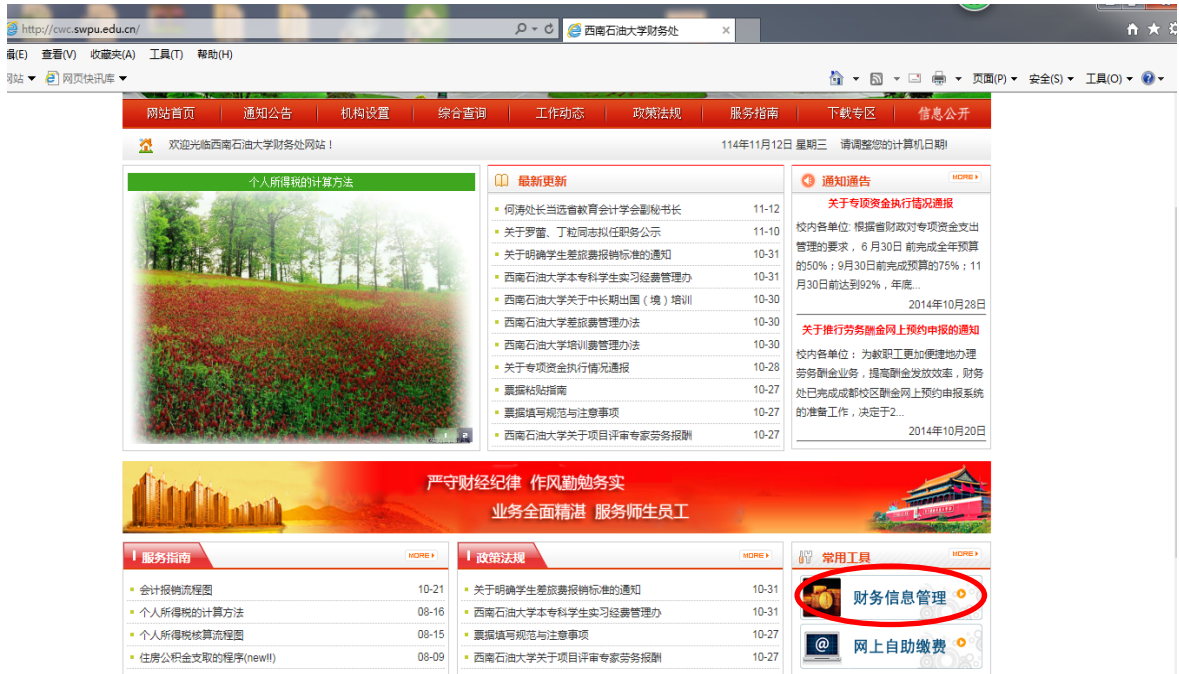 http://cwc.swpu.edu.cn/
西南石油大学财务处
编(E) 查看(V) 收藏夹(A) 工具(T) 帮助(H)
网站 网页快讯库
页面(P) 安全(S) 工具(O)
网站首页 通知公告 机构设置 综合查询 工作动态 政策法规 服务指南 下载专区 信息公开
欢迎光临西南石油大学财务处网站！
114年11月12日 星期三 请调整您的计算机日期!
个人所得税的计算方法
1 2
最新更新
何涛处长当选省教育会计学会副秘书长 11-12
关于罗蕾、丁粒同志拟任职务公示 11-10
关于明确学生差旅费报销标准的通知 10-31
西南石油大学本专科学生实习经费管理办 10-31
西南石油大学关于中长期出国（境）培训 10-30
西南石油大学差旅费管理办法 10-30
西南石油大学培训费管理办法 10-30
关于专项资金执行情况通报 10-28
票据粘贴指南 10-27
票据填写规范与注意事项 10-27
西南石油大学关于项目评审专家劳务报酬 10-27
通知通告 MORE
关于专项资金执行情况通报
校内各单位: 根据省财政对专项资金支出
管理的要求，6月30日 前完成全年预算
的50%；9月30日前完成预算的75%；11
月30日前达到92%，年底...
2014年10月28日
关于推行劳务酬金网上预约申报的通知
校内各单位： 为教职工更加便捷地办理
劳务酬金业务，提高酬金发放效率，财务
处已完成成都校区酬金网上预约申报系统
的准备工作，决定于2...
2014年10月20日
严守财经纪律 作风勤勉务实
业务全面精湛 服务师生员工
服务指南 MORE
会计报销流程图 10-21
个人所得税的计算方法 08-16
个人所得税核算流程图 08-15
住房公积金支取的程序(new!!) 08-09
政策法规 MORE
关于明确学生差旅费报销标准的通知 10-31
西南石油大学本专科学生实习经费管理办 10-31
票据填写规范与注意事项 10-27
西南石油大学关于项目评审专家劳务报酬 10-27
常用工具 MORE
财务信息管理
@ 网上自助缴费